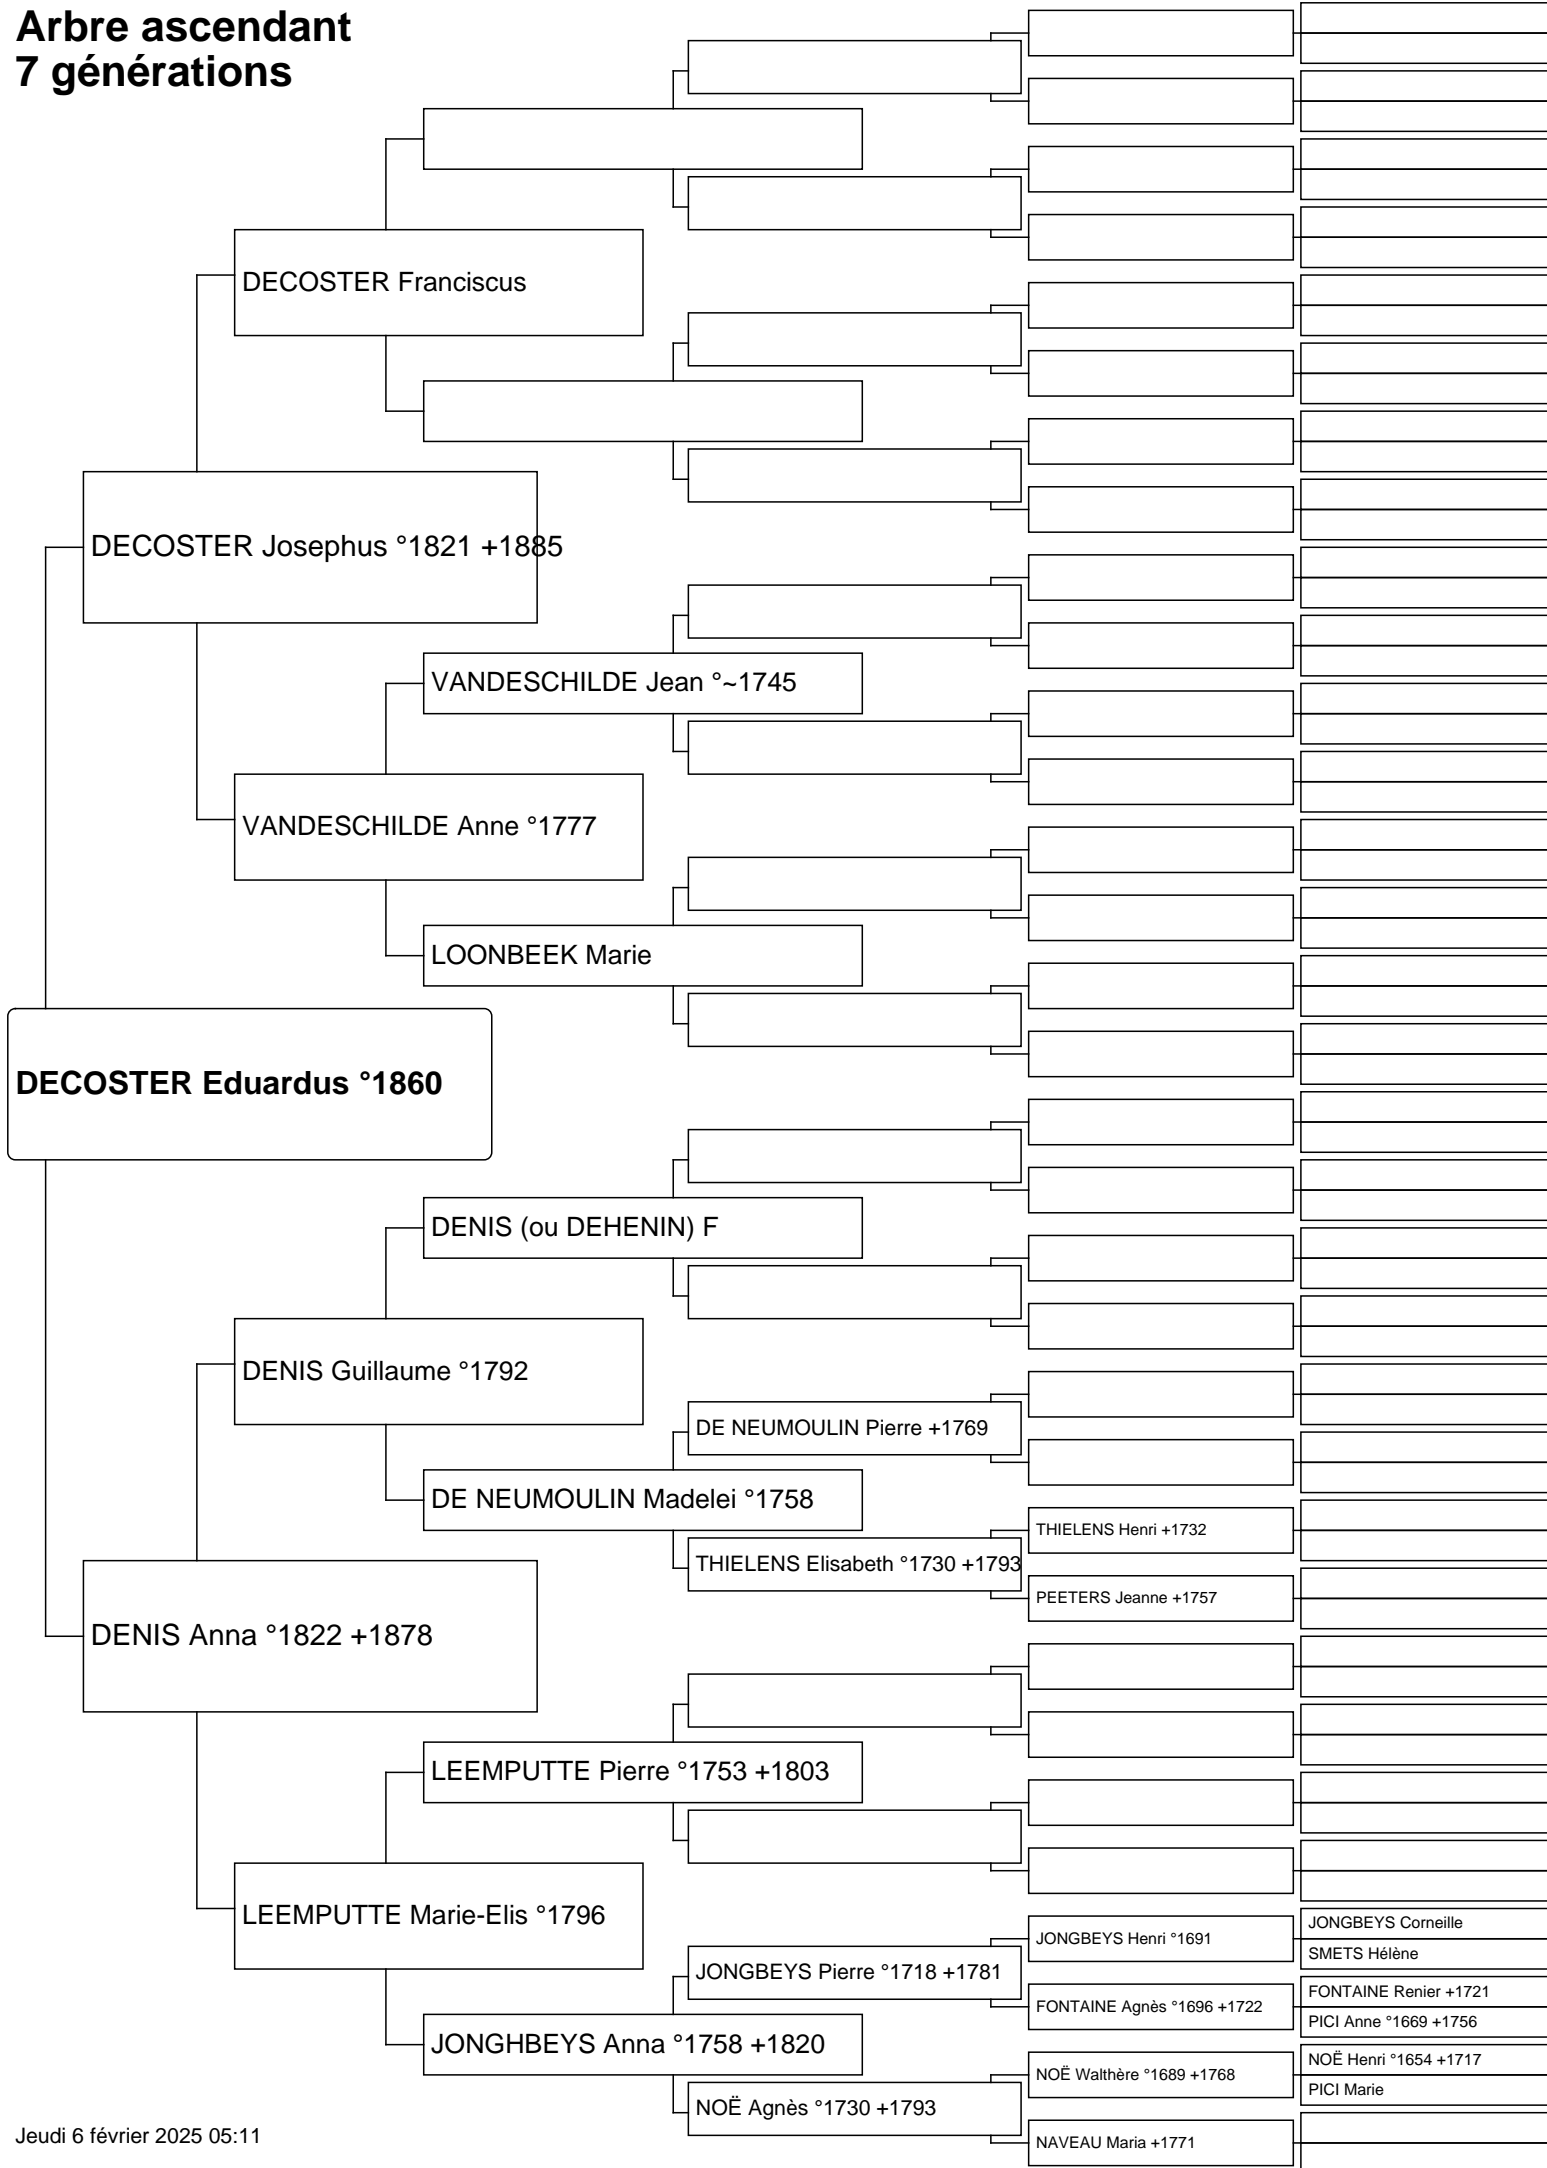 Arbre ascendant
7 générations
DECOSTER Franciscus
DECOSTER Josephus °1821 +1885
VANDESCHILDE Jean °~1745
VANDESCHILDE Anne °1777
LOONBEEK Marie
DECOSTER Eduardus °1860
DENIS (ou DEHENIN) F
DENIS Guillaume °1792
DE NEUMOULIN Pierre +1769
DE NEUMOULIN Madelei °1758
THIELENS Henri +1732
THIELENS Elisabeth °1730 +1793
PEETERS Jeanne +1757
DENIS Anna °1822 +1878
LEEMPUTTE Pierre °1753 +1803
LEEMPUTTE Marie-Elis °1796
JONGBEYS Corneille
JONGBEYS Henri °1691
SMETS Hélène
JONGBEYS Pierre °1718 +1781
FONTAINE Renier +1721
FONTAINE Agnès °1696 +1722
PICI Anne °1669 +1756
JONGHBEYS Anna °1758 +1820
NOË Henri °1654 +1717
NOË Walthère °1689 +1768
PICI Marie
NOË Agnès °1730 +1793
NAVEAU Maria +1771
Jeudi 6 février 2025 05:11